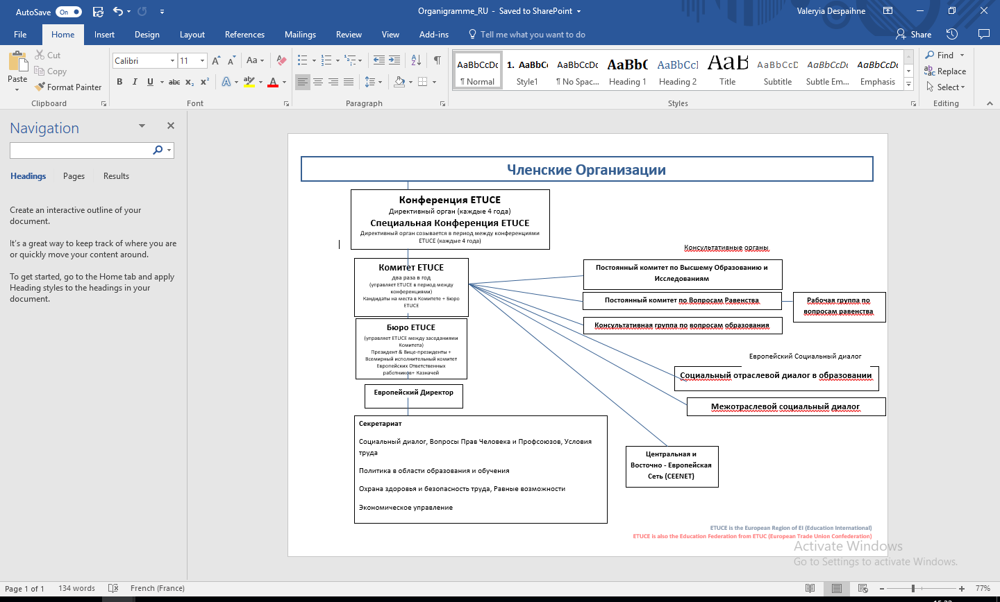 AutoSave On
Organigramme_RU - Saved to SharePoint
Valeryia Despaihne
File Home Insert Design Layout References Mailings Review View Add-ins Tell me what you want to do
Share
Paste
Cut
Copy
Format Painter
Clipboard
Calibri 11
Font
Paragraph
AaBbCcDc
¶ Normal
1. AaBbCc
Style1
AaBbCcDc
¶ No Spac...
AaBbC
Heading 1
AaBbCcl
Heading 2
AaB
Title
AaBbCcD
Subtitle
AaBbCcDc
Subtle Em...
AaBbCcDc
Emphasis
Styles
Find
Replace
Select
Editing
Navigation
Headings Pages Results
Create an interactive outline of your
document.
It's a great way to keep track of where you are
or quickly move your content around.
To get started, go to the Home tab and apply
Heading styles to the headings in your
document.
Членские Организации
Конференция ETUCE
Директивный орган (каждые 4 года)
Специальная Конференция ETUCE
Директивный орган созывается в период между конференциями
ETUCE (каждые 4 года)
Комитет ETUCE
два раза в год
(управляет ETUCE в период между
конференциями)
Кандидаты на места в Комитете + Бюро
ETUCE
Бюро ETUCE
(управляет ETUCE между заседаниями
Комитета)
Президент & Вице-президенты +
Всемирный исполнительный комитет
Европейских Ответственных
работников+ Казначей
Европейский Директор
Секретариат
Социальный диалог, Вопросы Прав Человека и Профсоюзов, Условия
труда
Политика в области образования и обучения
Охрана здоровья и безопасность труда, Равные возможности
Экономическое управление
Консультативные органы
Постоянный комитет по Высшему Образованию и
Исследованиям
Постоянный комитет по Вопросам Равенства
Рабочая группа по
вопросам равенства
Консультативная группа по вопросам образования
Европейский Социальный диалог
Социальный отраслевой диалог в образовании
Межотраслевой социальный диалог
Центральная и
Восточно - Европейская
Сеть (CEENET)
ETUCE is the European Region of EI (Education International)
ETUCE is also the Education Federation from ETUC (European Trade Union Confederation)
Activate Windows
Go to Settings to activate Windows.
Page 1 of 1 134 words French (France) 77%